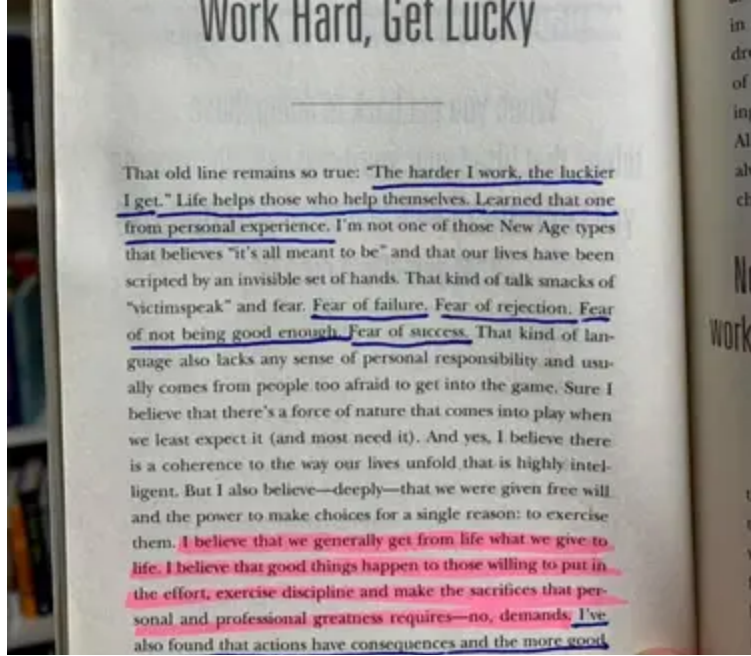 Work Hard, Get Lucky
That old line remains so true: “The harder I work, the luckier
I get.” Life helps those who help themselves. Learned that one
from personal experience. I’m not one of those New Age types
that believes “it’s all meant to be” and that our lives have been
scripted by an invisible set of hands. That kind of talk smacks of
“victimspeak” and fear. Fear of failure. Fear of rejection. Fear
of not being good enough. Fear of success. That kind of lan-
guage also lacks any sense of personal responsibility and usu-
ally comes from people too afraid to get into the game. Sure I
believe that there’s a force of nature that comes into play when
we least expect it (and most need it). And yes, I believe there
is a coherence to the way our lives unfold that is highly intel-
ligent. But I also believe—deeply—that we were given free will
and the power to make choices for a single reason: to exercise
them. I believe that we generally get from life what we give to
life. I believe that good things happen to those willing to put in
the effort, exercise discipline and make the sacrifices that per-
sonal and professional greatness requires—no, demands. I’ve
also found that actions have consequences and the more good
in
of
work